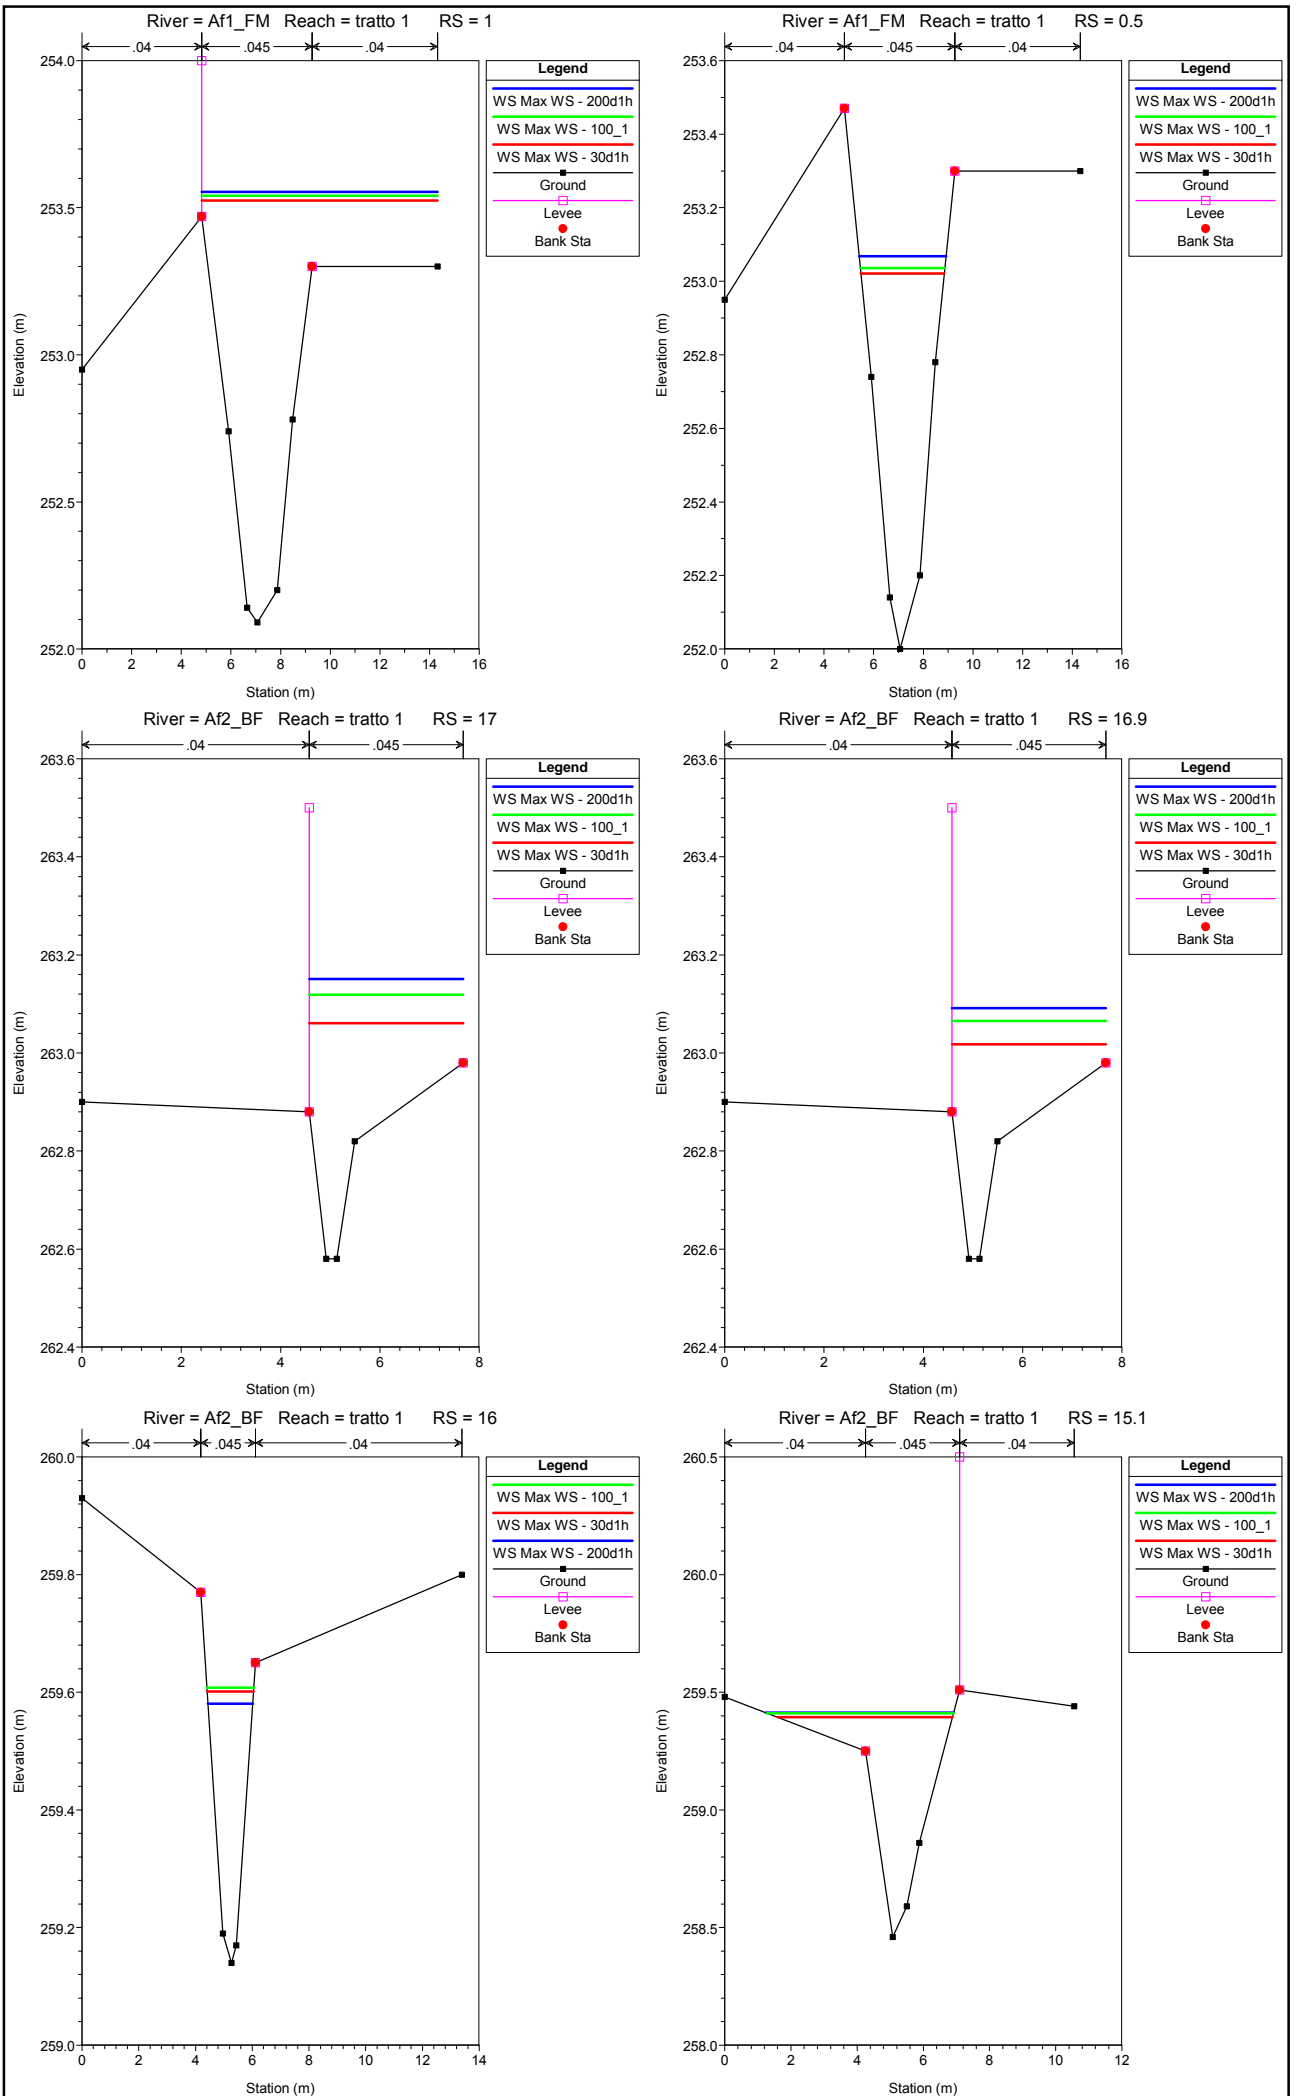 River = Af1_FM Reach = tratto 1 RS = 1
.04 .045 .04
254.0
253.5
253.0
252.5
252.0
Elevation (m)
0 2 4 6 8 10 12 14 16
Station (m)
Legend
WS Max WS - 200d1h
WS Max WS - 100_1
WS Max WS - 30d1h
Ground
Levee
Bank Sta
River = Af1_FM Reach = tratto 1 RS = 0.5
.04 .045 .04
253.6
253.4
253.2
253.0
252.8
252.6
252.4
252.2
252.0
Elevation (m)
0 2 4 6 8 10 12 14 16
Station (m)
Legend
WS Max WS - 200d1h
WS Max WS - 100_1
WS Max WS - 30d1h
Ground
Levee
Bank Sta
River = Af2_BF Reach = tratto 1 RS = 17
.04 .045
263.6
263.4
263.2
263.0
262.8
262.6
262.4
Elevation (m)
0 2 4 6 8
Station (m)
Legend
WS Max WS - 200d1h
WS Max WS - 100_1
WS Max WS - 30d1h
Ground
Levee
Bank Sta
River = Af2_BF Reach = tratto 1 RS = 16.9
.04 .045
263.6
263.4
263.2
263.0
262.8
262.6
262.4
Elevation (m)
0 2 4 6 8
Station (m)
Legend
WS Max WS - 200d1h
WS Max WS - 100_1
WS Max WS - 30d1h
Ground
Levee
Bank Sta
River = Af2_BF Reach = tratto 1 RS = 16
.04 .045 .04
260.0
259.8
259.6
259.4
259.2
259.0
Elevation (m)
0 2 4 6 8 10 12 14
Station (m)
Legend
WS Max WS - 100_1
WS Max WS - 30d1h
WS Max WS - 200d1h
Ground
Levee
Bank Sta
River = Af2_BF Reach = tratto 1 RS = 15.1
.04 .045 .04
260.5
260.0
259.5
259.0
258.5
258.0
Elevation (m)
0 2 4 6 8 10 12
Station (m)
Legend
WS Max WS - 200d1h
WS Max WS - 100_1
WS Max WS - 30d1h
Ground
Levee
Bank Sta